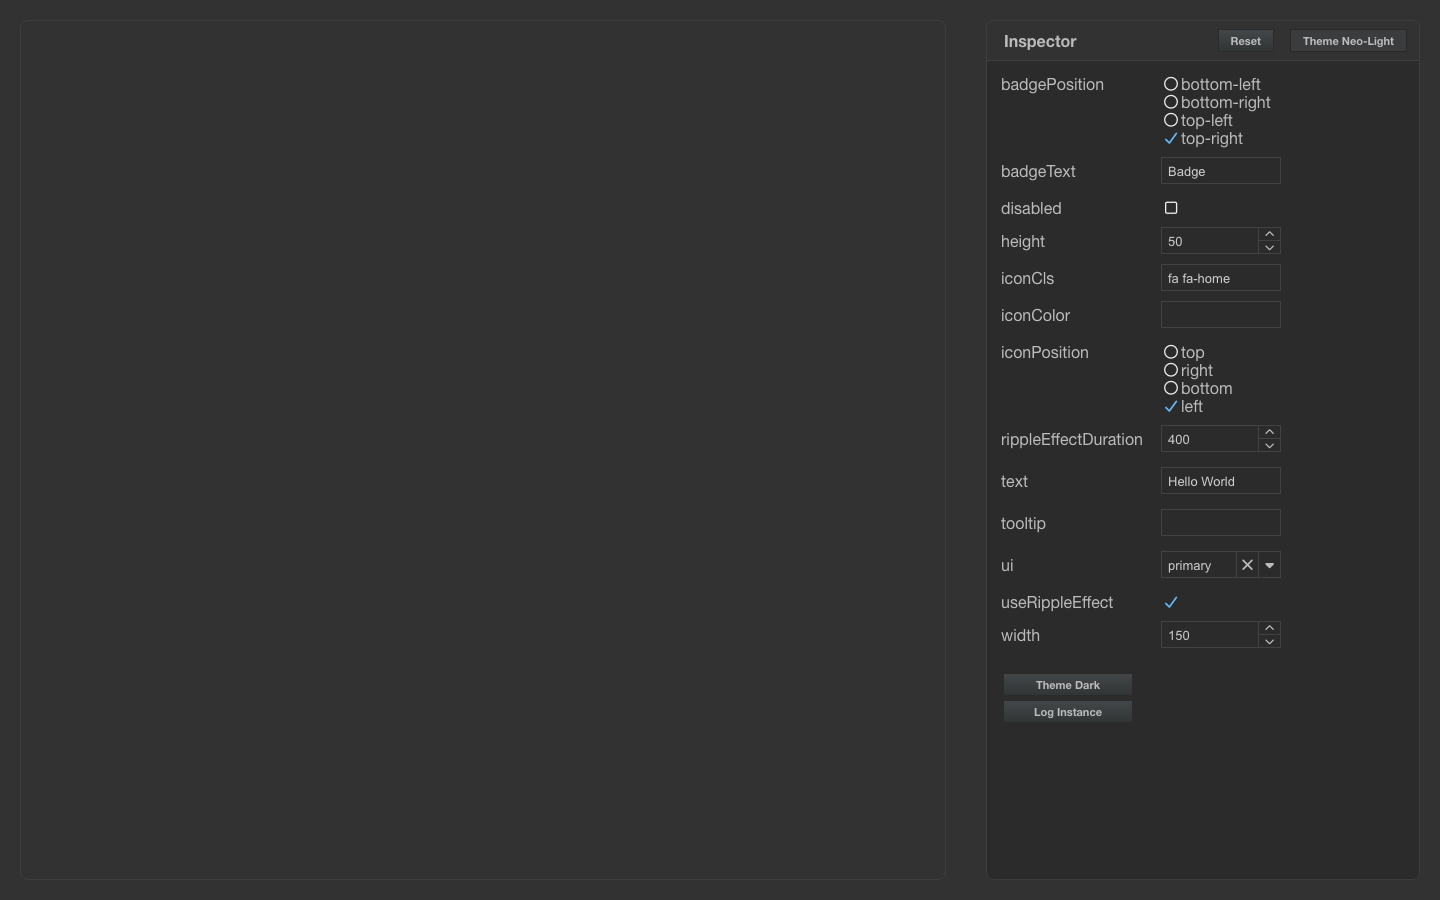 Inspector
Reset
Theme Neo-Light
badgePosition
bottom-left
bottom-right
top-left
top-right
badgeText
Badge
disabled
height
50
iconCls
fa fa-home
iconColor
iconPosition
top
right
bottom
left
rippleEffectDuration
400
text
Hello World
tooltip
ui
primary
useRippleEffect
width
150
Theme Dark
Log Instance